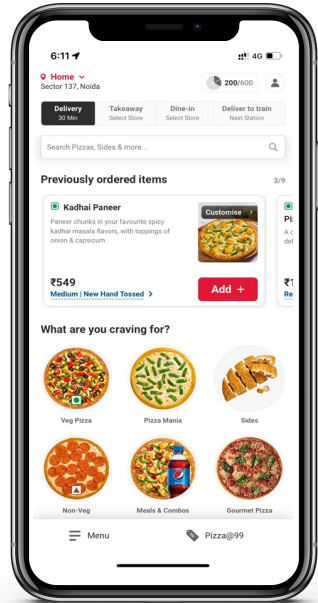 6:11 4G
Home
Sector 137, Noida
200/600
Delivery Takeaway Dine-in Deliver to train
30 Min Select Store Select Store Next Station
Search Pizzas, Sides & more..
Previously ordered items 3/9
Kadhai Paneer
Customise >
Paneer chunks in your favourite spicy
kadhai masala flavors, with toppings of
onion & capsicum
₹549
Medium | New Hand Tossed >
Add +
What are you craving for?
Veg Pizza Pizza Mania Sides
Non-Veg Meals & Combos Gourmet Pizza
Menu Pizza@99